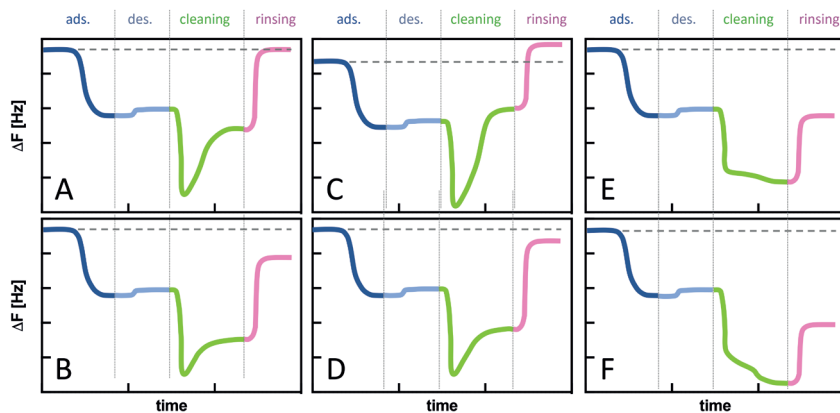 ads. des. cleaning rinsing ads. des. cleaning rinsing ads. des. cleaning rinsing
ΔF [Hz]
A C E
ΔF [Hz]
B D F
time time time